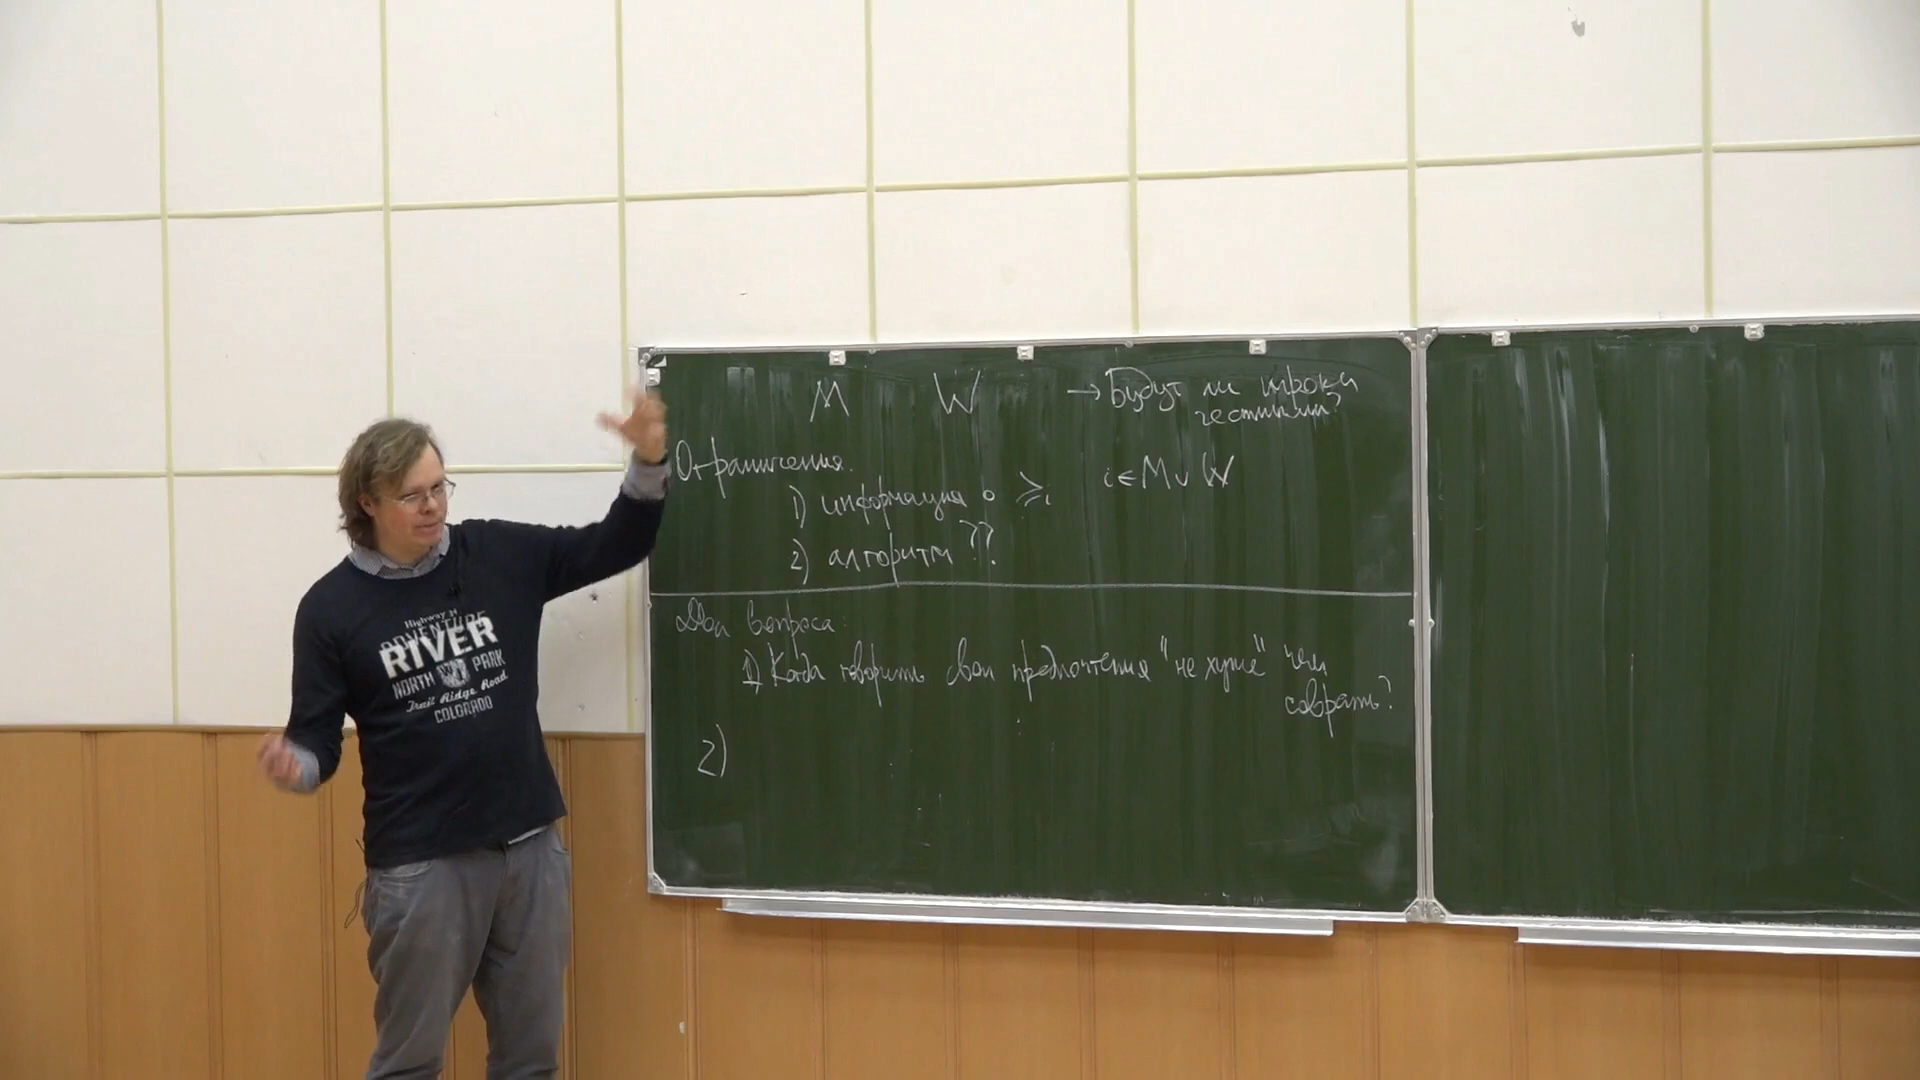 M W → Будут ли игроки
честными?
Ограничения.
1) информация о ≽i i ∈ M ∪ W
2) алгоритм ??
Два вопроса:
1) Когда говорить свои предпочтения "не хуже" чем
соврать?
2)
Highway 34
ADVENTURE
RIVER
NORTH PARK
Trail Ridge Road
COLORADO